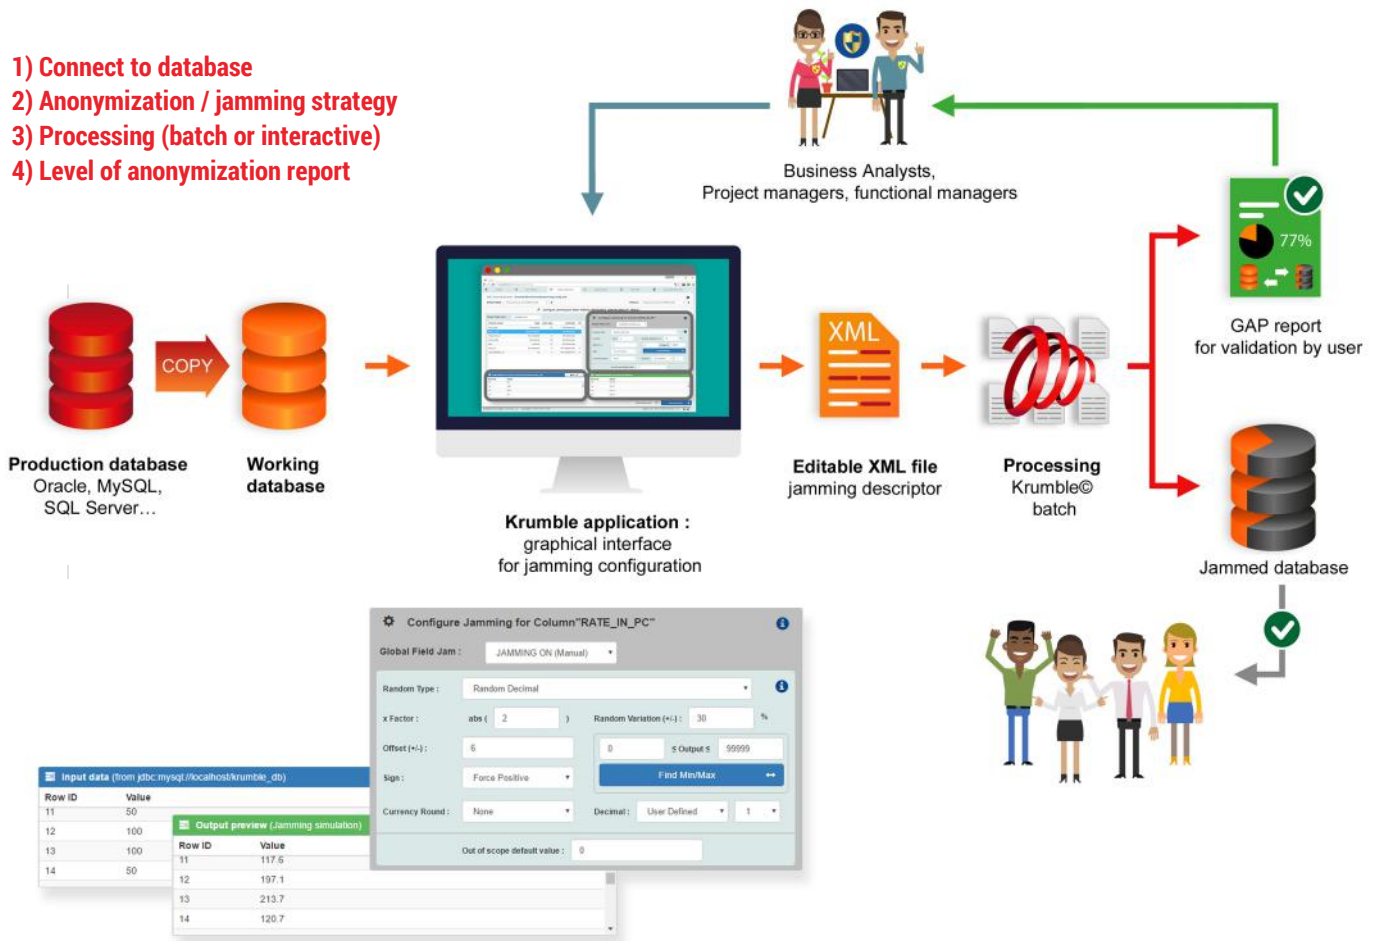 1) Connect to database
2) Anonymization / jamming strategy
3) Processing (batch or interactive)
4) Level of anonymization report
Business Analysts,
Project managers, functional managers
77%
GAP report
for validation by user
COPY
XML
Production database
Oracle, MySQL,
SQL Server…
Working
database
Krumble application :
graphical interface
for jamming configuration
Editable XML file
jamming descriptor
Processing
Krumble©
batch
Jammed database
Configure Jamming for Column"RATE_IN_PC"
Global Field Jam :
JAMMING ON (Manual)
Random Type :
Random Decimal
x Factor :
abs ( 2 )
Random Variation (+/-) : 30 %
Offset (+/-) :
6
0 ≤ Output ≤ 99999
Sign :
Force Positive
Find Min/Max
Currency Round :
None
Decimal : User Defined 1
Out of scope default value : 0
Input data (from jdbc:mysql://localhost/krumble_db)
Row ID Value
11 50
12 100
13 100
14 50
Output preview (Jamming simulation)
Row ID Value
11 117.6
12 197.1
13 213.7
14 120.7